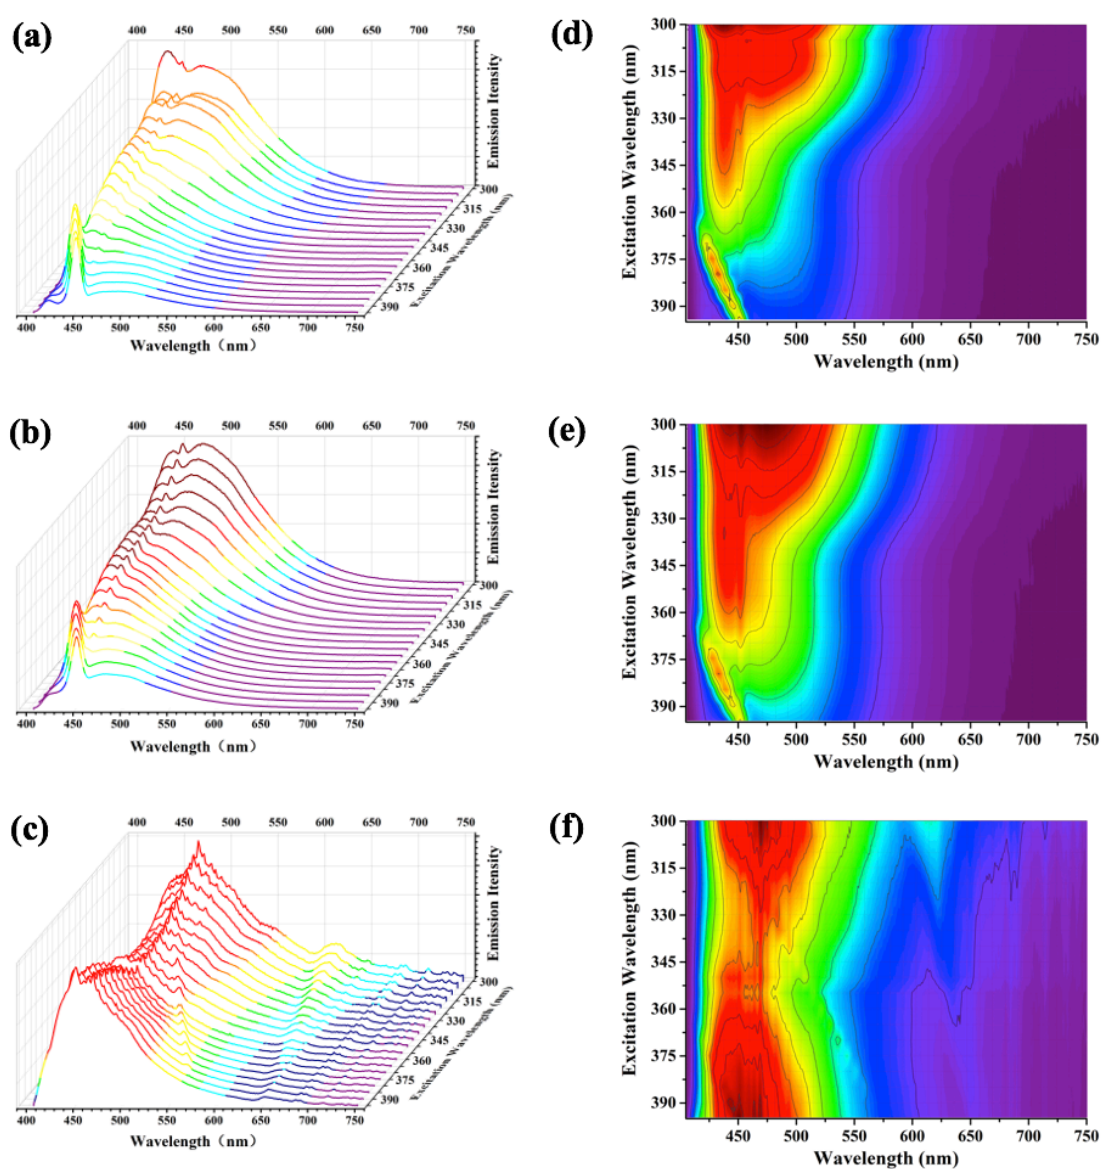 (a)
400 450 500 550 600 650 700 750
Emission Itensity
300
315
330
345
360
375
390
Excitation Wavelength (nm)
400 450 500 550 600 650 700 750
Wavelength（nm）
(d)
300
315
330
345
360
375
390
Excitation Wavelength (nm)
450 500 550 600 650 700 750
Wavelength (nm)
(b)
400 450 500 550 600 650 700 750
Emission Itensity
300
315
330
345
360
375
390
Excitation Wavelength (nm)
400 450 500 550 600 650 700 750
Wavelength（nm）
(e)
300
315
330
345
360
375
390
Excitation Wavelength (nm)
450 500 550 600 650 700 750
Wavelength (nm)
(c)
400 450 500 550 600 650 700 750
Emission Itensity
300
315
330
345
360
375
390
Excitation Wavelength (nm)
400 450 500 550 600 650 700 750
Wavelength（nm）
(f)
300
315
330
345
360
375
390
Excitation Wavelength (nm)
450 500 550 600 650 700 750
Wavelength (nm)